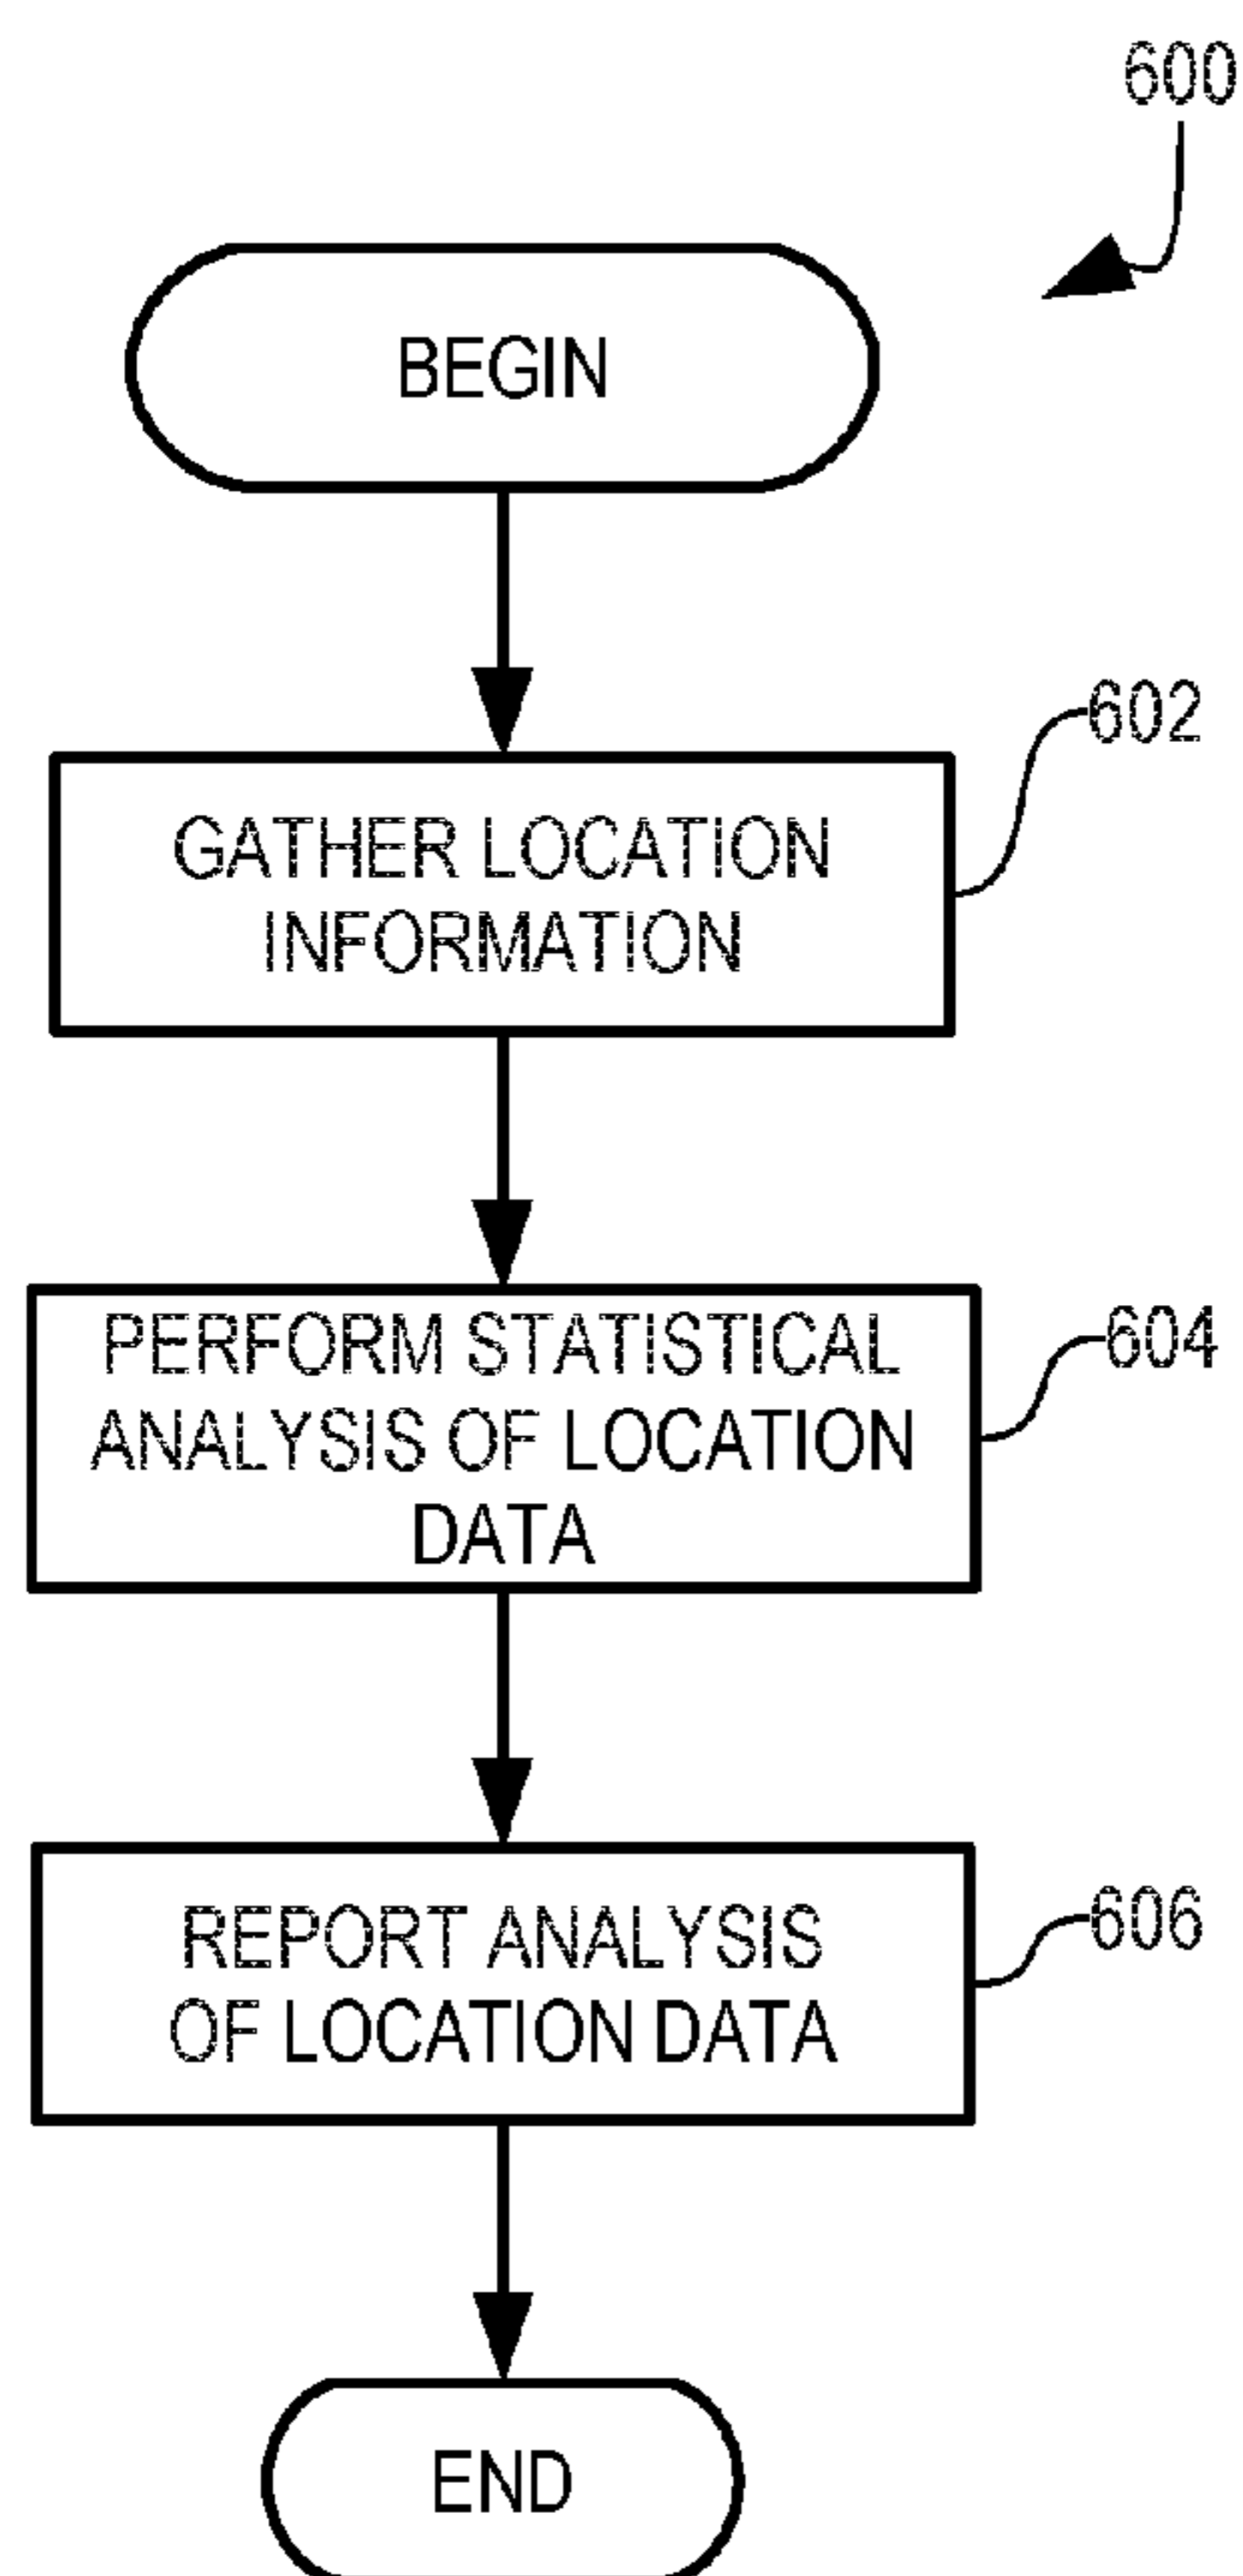 600
BEGIN
602
GATHER LOCATION
INFORMATION
604
PERFORM STATISTICAL
ANALYSIS OF LOCATION
DATA
606
REPORT ANALYSIS
OF LOCATION DATA
END